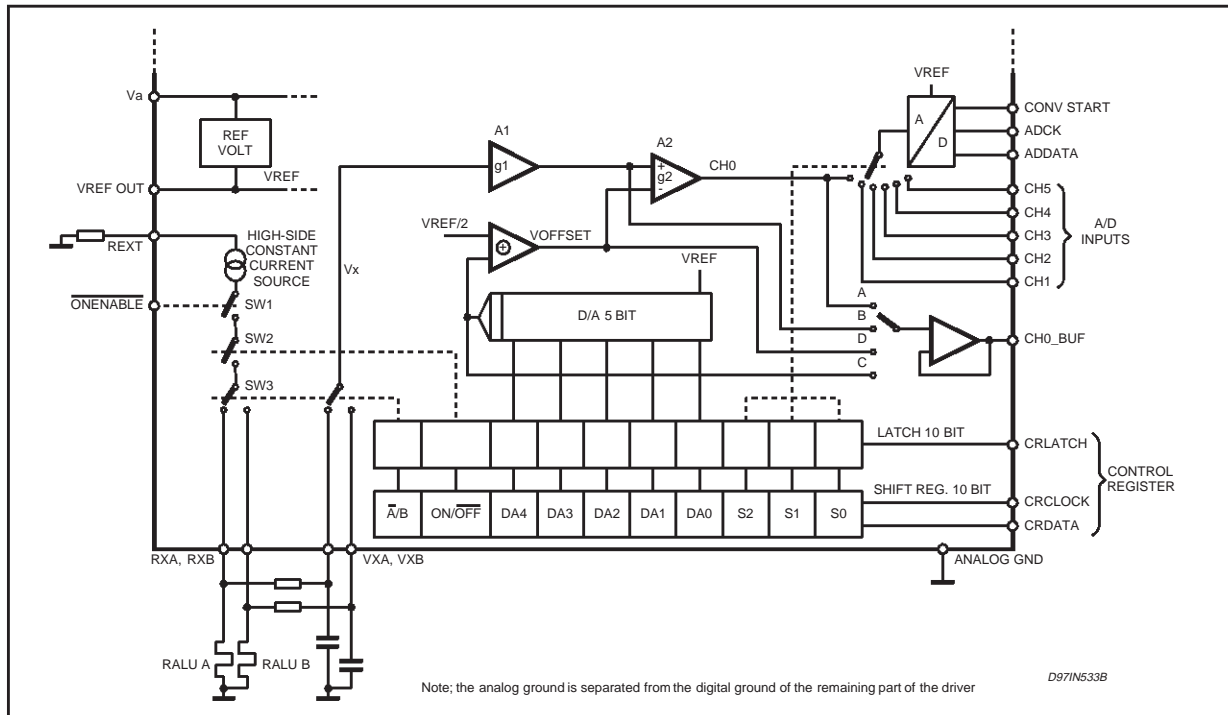 VREF
Va
A1
A2
CONV START
ADCK
ADDATA
REF
VOLT
A
D
g1
+
g2
-
CH0
VREF OUT
VREF
CH5
CH4
CH3
CH2
CH1
A/D
INPUTS
REXT
HIGH-SIDE
CONSTANT
CURRENT
SOURCE
VREF/2
+
VOFFSET
Vx
VREF
ONENABLE
SW1
SW2
SW3
D/A 5 BIT
A
B
D
C
CH0_BUF
LATCH 10 BIT
CRLATCH
SHIFT REG. 10 BIT
CRCLOCK
CRDATA
CONTROL
REGISTER
A̅/B
ON/O̅F̅F̅
DA4
DA3
DA2
DA1
DA0
S2
S1
S0
RXA, RXB
VXA, VXB
ANALOG GND
RALU A
RALU B
Note; the analog ground is separated from the digital ground of the remaining part of the driver
D97IN533B